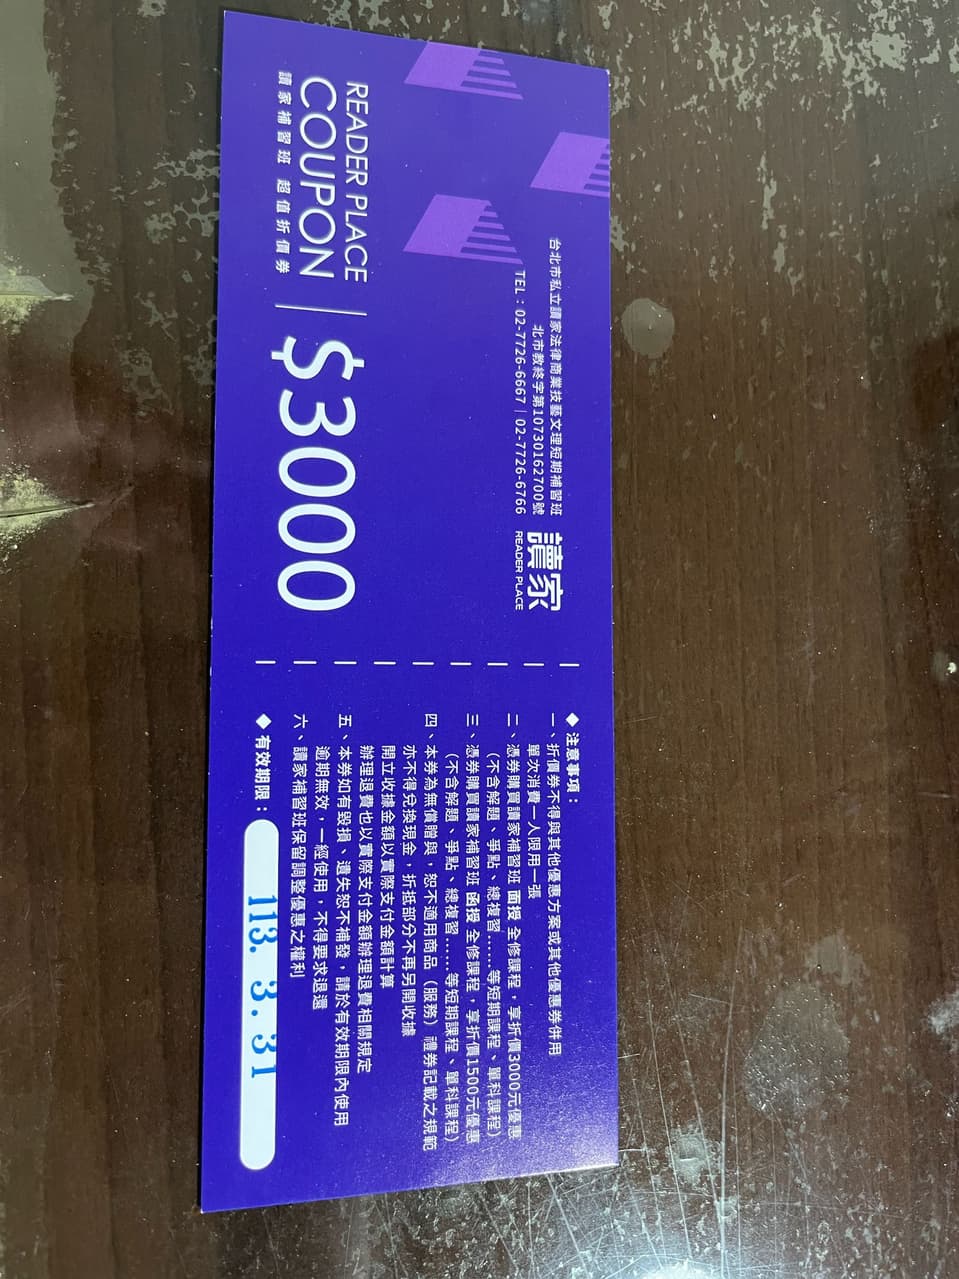 台北市私立讀家法律商業技藝文理短期補習班
北市教終字第10730162700號
TEL：02-7726-6667｜02-7726-6766
讀家
READER PLACE
READER PLACE
COUPON
讀家補習班 超值折價券
$3000
◆注意事項：
一、折價券不得與其他優惠方案或其他優惠券併用
單次消費一人限用一張
二、憑券購買讀家補習班 面授 全修課程，享折價3000元優惠
（不含解題、爭點、總複習......等短期課程、單科課程）
三、憑券購買讀家補習班 函授 全修課程，享折價1500元優惠
（不含解題、爭點、總複習......等短期課程、單科課程）
四、本券為無償贈與，恕不適用商品（服務）禮券記載之規範
亦不得兌換現金，折抵部分不再另開收據
開立收據金額以實際支付金額計算
辦理退費也以實際支付金額辦理退費相關規定
五、本券如有毀損、遺失恕不補發，請於有效期限內使用
逾期無效，一經使用，不得要求退還
六、讀家補習班保留調整優惠之權利
◆有效期限：113. 3. 31